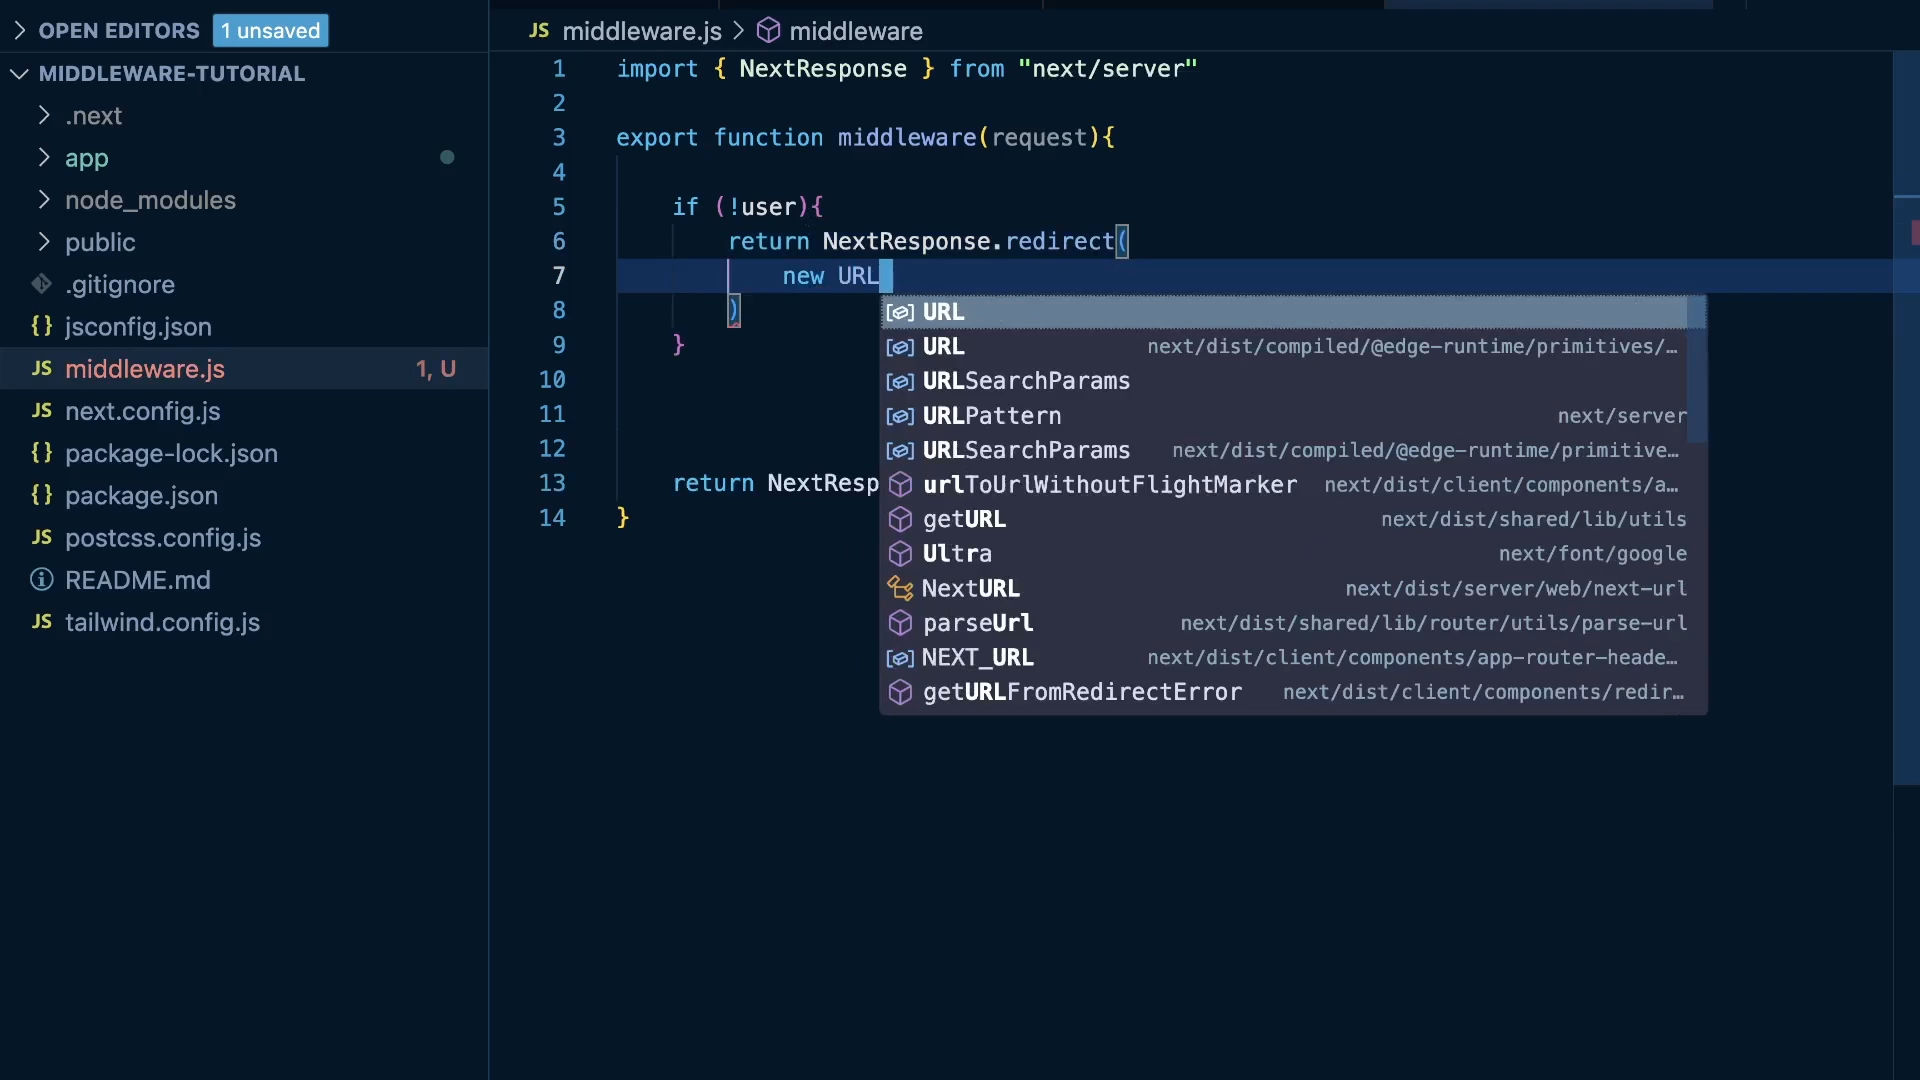 OPEN EDITORS 1 unsaved
MIDDLEWARE-TUTORIAL
.next
app
node_modules
public
.gitignore
{} jsconfig.json
JS middleware.js 1, U
JS next.config.js
{} package-lock.json
{} package.json
JS postcss.config.js
README.md
JS tailwind.config.js
JS middleware.js > middleware
1 import { NextResponse } from "next/server"
2
3 export function middleware(request){
4
5 if (!user){
6 return NextResponse.redirect(
7 new URL
8 )
9 }
10
11
12
13 return NextResp
14 }
URL
URL next/dist/compiled/@edge-runtime/primitives/…
URLSearchParams
URLPattern next/server
URLSearchParams next/dist/compiled/@edge-runtime/primitive…
urlToUrlWithoutFlightMarker next/dist/client/components/a…
getURL next/dist/shared/lib/utils
Ultra next/font/google
NextURL next/dist/server/web/next-url
parseUrl next/dist/shared/lib/router/utils/parse-url
NEXT_URL next/dist/client/components/app-router-heade…
getURLFromRedirectError next/dist/client/components/redir…